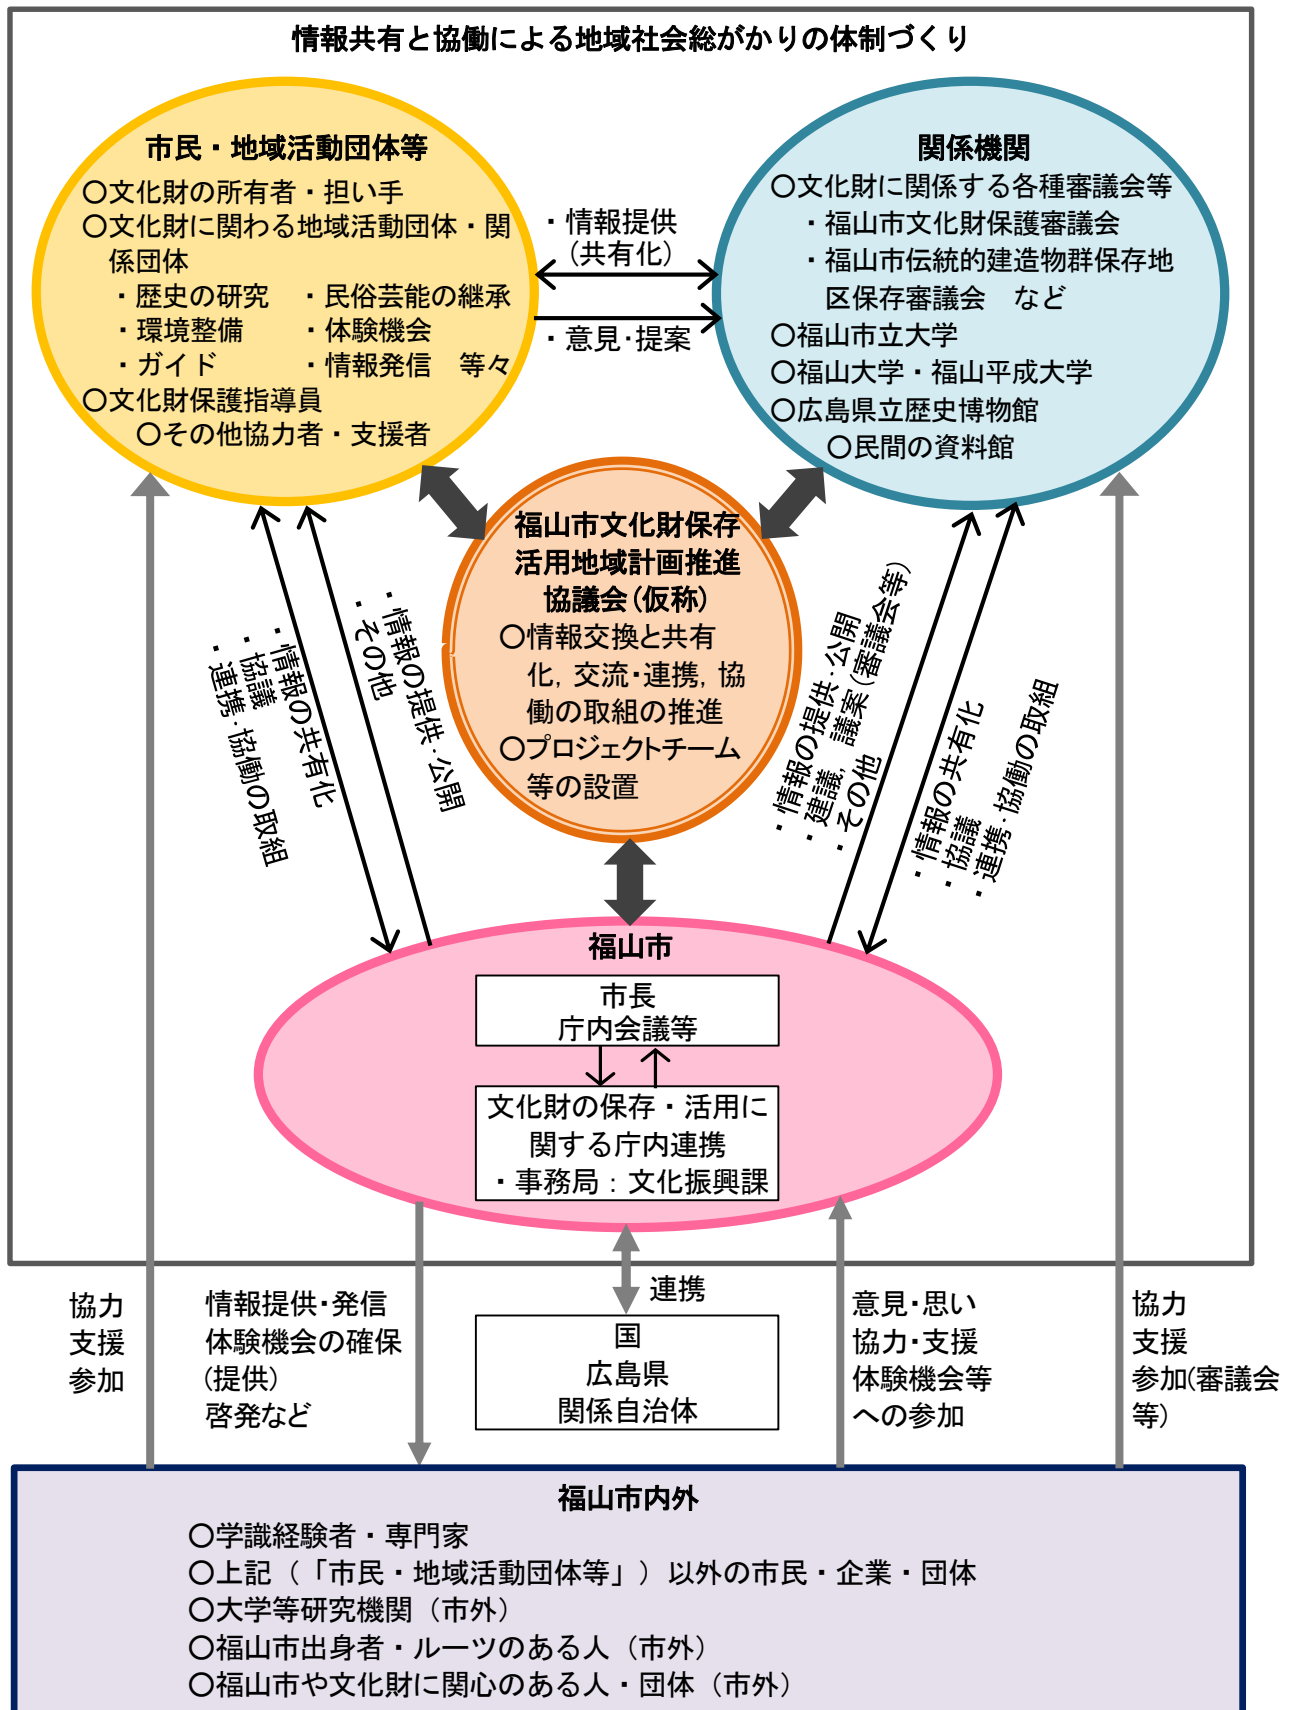 情報共有と協働による地域社会総がかりの体制づくり
市民・地域活動団体等
〇文化財の所有者・担い手
〇文化財に関わる地域活動団体・関
係団体
・歴史の研究　・民俗芸能の継承
・環境整備　・体験機会
・ガイド　・情報発信　等々
〇文化財保護指導員
〇その他協力者・支援者
・情報提供
（共有化）
・意見・提案
関係機関
〇文化財に関係する各種審議会等
・福山市文化財保護審議会
・福山市伝統的建造物群保存地
区保存審議会　など
〇福山市立大学
〇福山大学・福山平成大学
〇広島県立歴史博物館
〇民間の資料館
福山市文化財保存
活用地域計画推進
協議会（仮称）
〇情報交換と共有
化，交流・連携，協
働の取組の推進
〇プロジェクトチーム
等の設置
・情報の共有化
・協議
・連携・協働の取組
・情報の提供・公開
・その他
・情報の提供・公開
・建議，議案（審議会等）
・その他
・情報の共有化
・協議
・連携・協働の取組
福山市
市長
庁内会議等
文化財の保存・活用に
関する庁内連携
・事務局：文化振興課
協力
支援
参加
情報提供・発信
体験機会の確保
（提供）
啓発など
連携
国
広島県
関係自治体
意見・思い
協力・支援
体験機会等
への参加
協力
支援
参加（審議会
等）
福山市内外
〇学識経験者・専門家
〇上記（「市民・地域活動団体等」）以外の市民・企業・団体
〇大学等研究機関（市外）
〇福山市出身者・ルーツのある人（市外）
〇福山市や文化財に関心のある人・団体（市外）